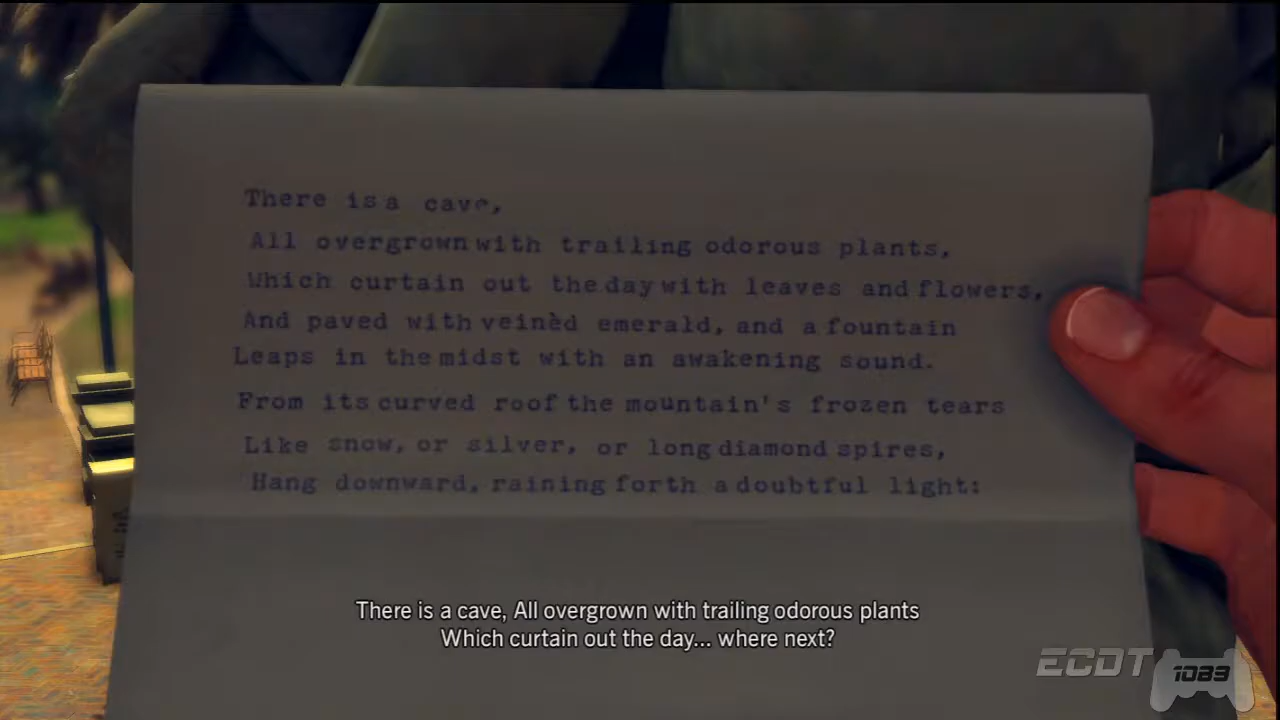 There is a cave,
All overgrown with trailing odorous plants,
Which curtain out the day with leaves and flowers,
And paved with veinèd emerald, and a fountain
Leaps in the midst with an awakening sound.
From its curved roof the mountain's frozen tears
Like snow, or silver, or long diamond spires,
Hang downward, raining forth a doubtful light:
There is a cave, All overgrown with trailing odorous plants
Which curtain out the day... where next?
ECDT
1089